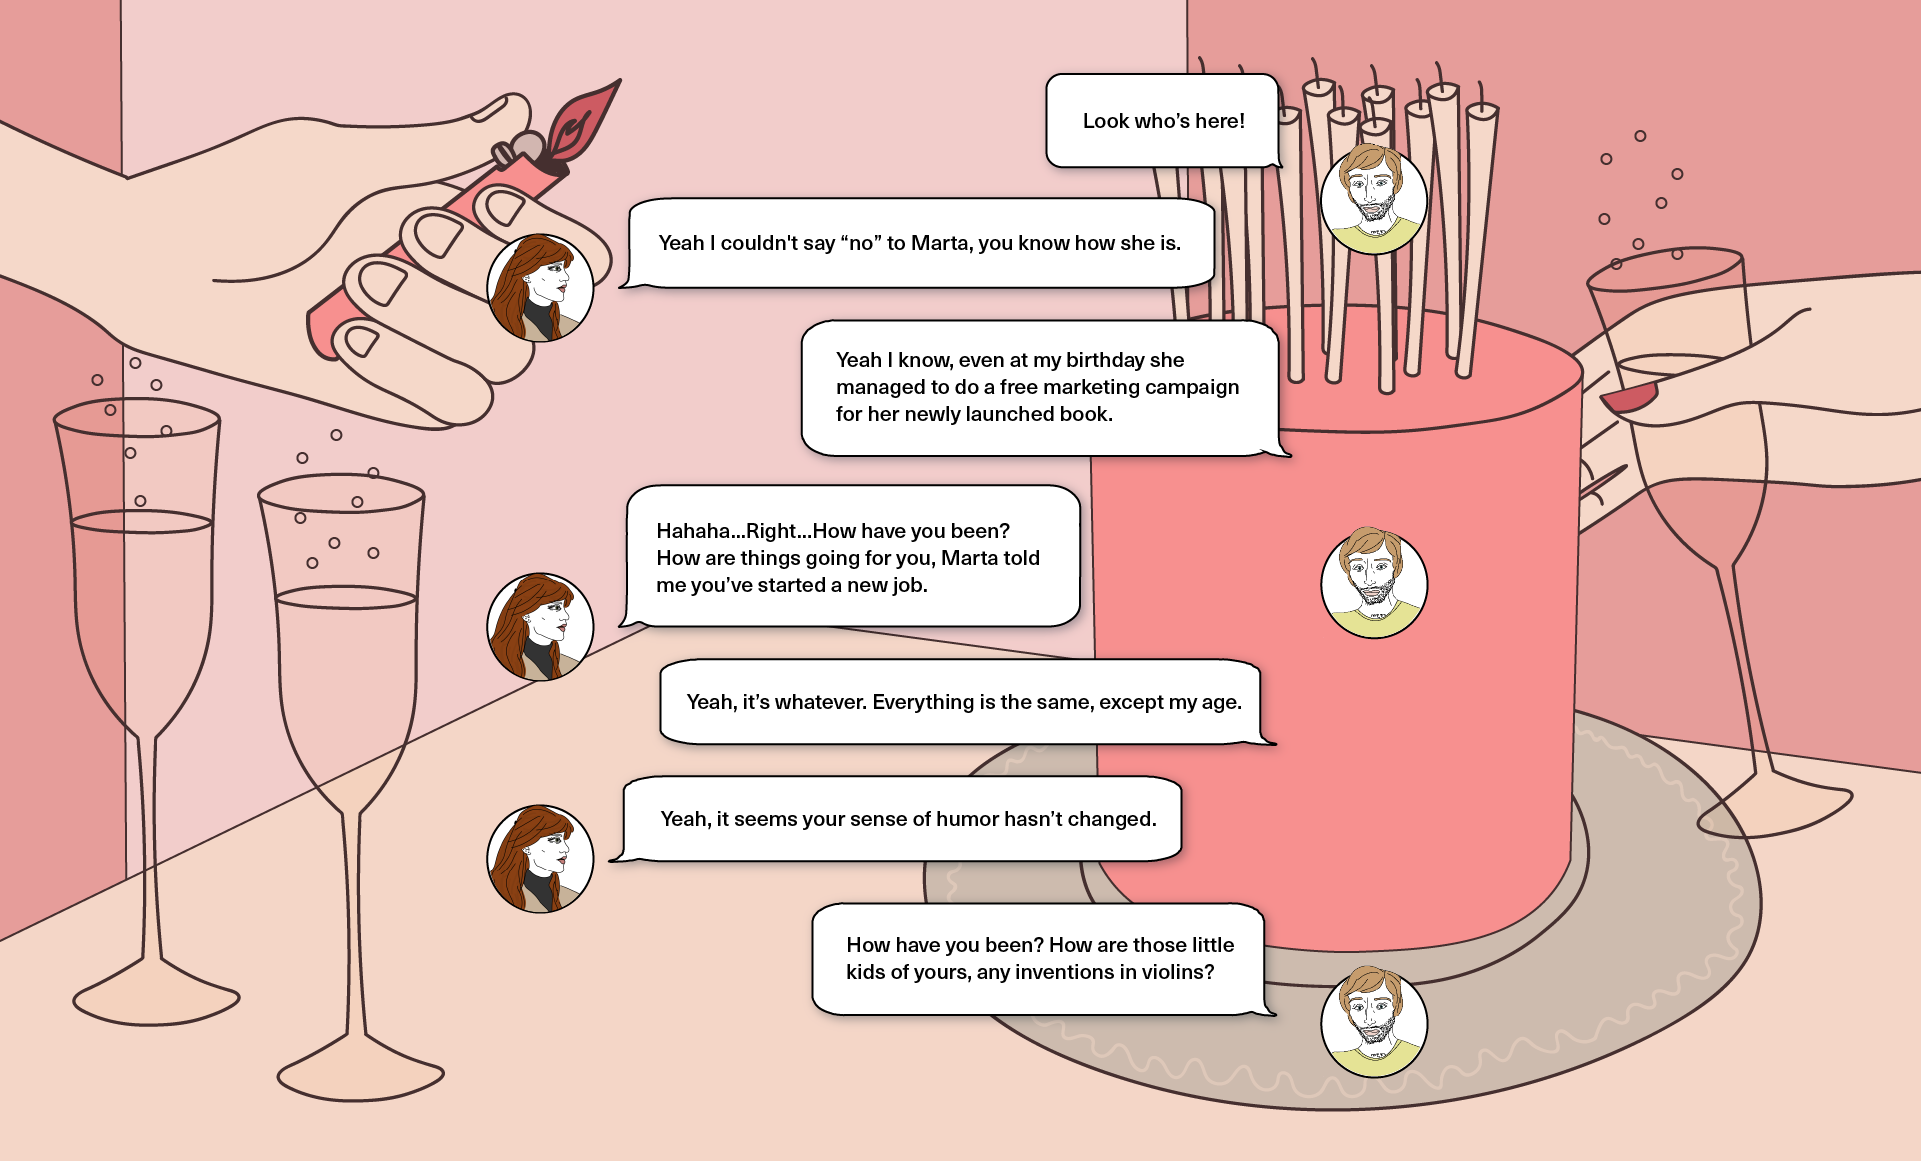 Look who’s here!
Yeah I couldn't say “no” to Marta, you know how she is.
Yeah I know, even at my birthday she
managed to do a free marketing campaign
for her newly launched book.
Hahaha...Right...How have you been?
How are things going for you, Marta told
me you’ve started a new job.
Yeah, it’s whatever. Everything is the same, except my age.
Yeah, it seems your sense of humor hasn’t changed.
How have you been? How are those little
kids of yours, any inventions in violins?